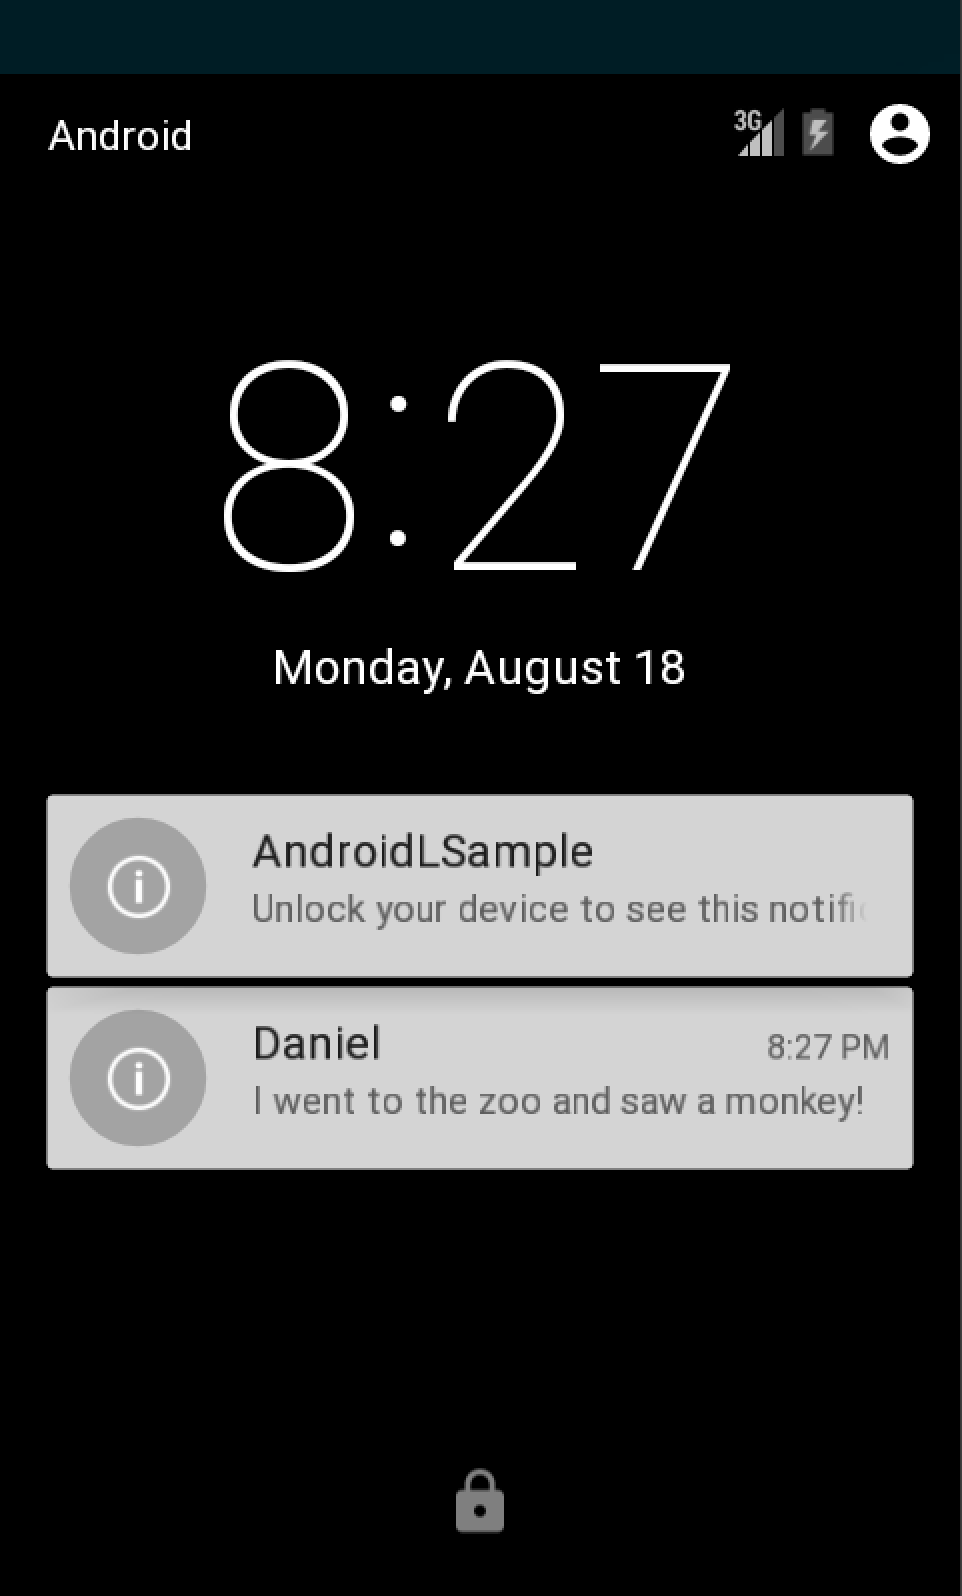 Android
3G
8:27
Monday, August 18
AndroidLSample
Unlock your device to see this notifi
Daniel 8:27 PM
I went to the zoo and saw a monkey!